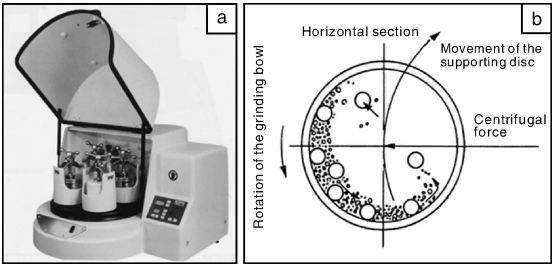 a
b
Horizontal section
Movement of the
supporting disc
Centrifugal
force
Rotation of the grinding bowl